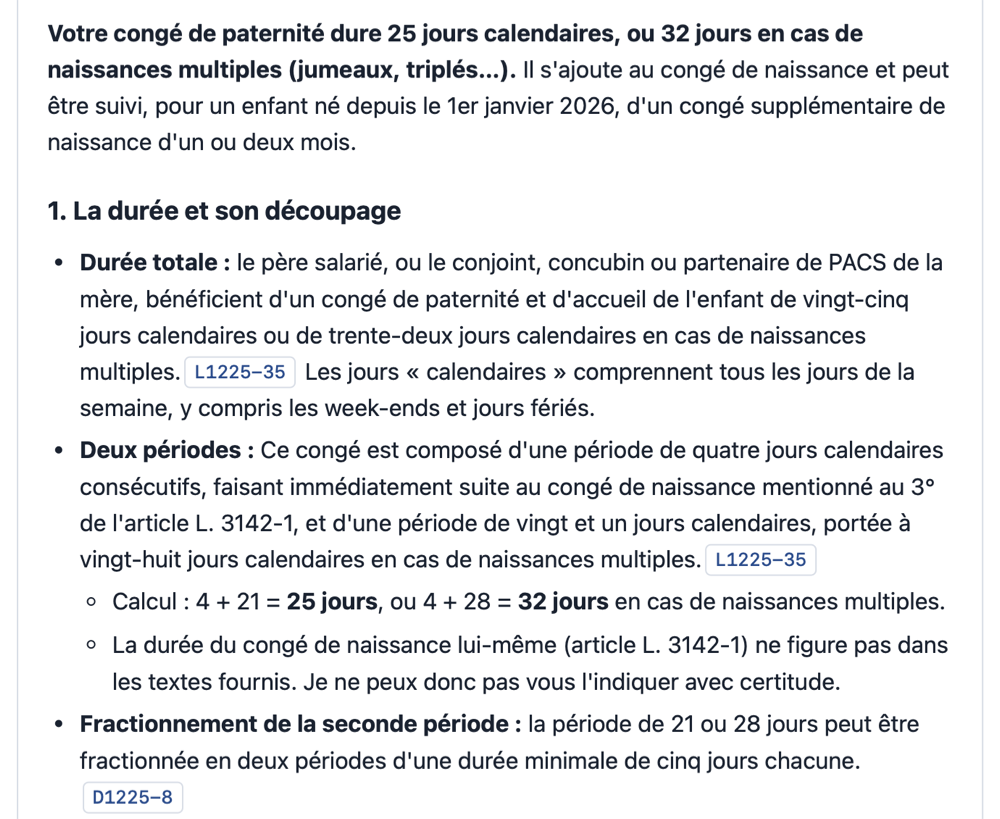 Votre congé de paternité dure 25 jours calendaires, ou 32 jours en cas de
naissances multiples (jumeaux, triplés...). Il s'ajoute au congé de naissance et peut
être suivi, pour un enfant né depuis le 1er janvier 2026, d'un congé supplémentaire de
naissance d'un ou deux mois.
1. La durée et son découpage
• Durée totale : le père salarié, ou le conjoint, concubin ou partenaire de PACS de la
mère, bénéficient d'un congé de paternité et d'accueil de l'enfant de vingt-cinq
jours calendaires ou de trente-deux jours calendaires en cas de naissances
multiples. L1225-35 Les jours « calendaires » comprennent tous les jours de la
semaine, y compris les week-ends et jours fériés.
• Deux périodes : Ce congé est composé d'une période de quatre jours calendaires
consécutifs, faisant immédiatement suite au congé de naissance mentionné au 3°
de l'article L. 3142-1, et d'une période de vingt et un jours calendaires, portée à
vingt-huit jours calendaires en cas de naissances multiples. L1225-35
◦ Calcul : 4 + 21 = 25 jours, ou 4 + 28 = 32 jours en cas de naissances multiples.
◦ La durée du congé de naissance lui-même (article L. 3142-1) ne figure pas dans
les textes fournis. Je ne peux donc pas vous l'indiquer avec certitude.
• Fractionnement de la seconde période : la période de 21 ou 28 jours peut être
fractionnée en deux périodes d'une durée minimale de cinq jours chacune.
D1225-8